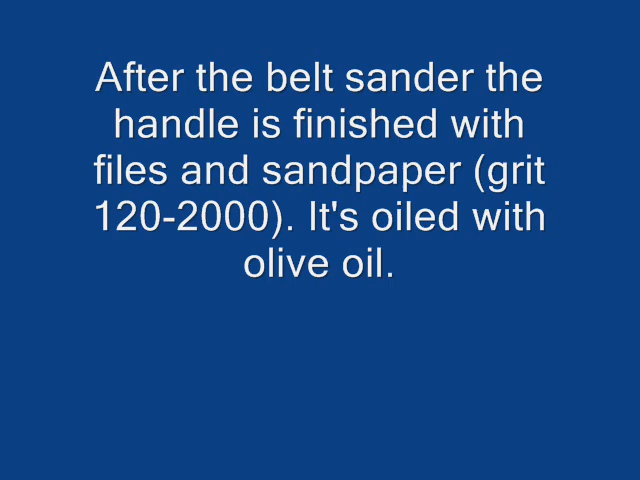 After the belt sander the
handle is finished with
files and sandpaper (grit
120-2000). It's oiled with
olive oil.